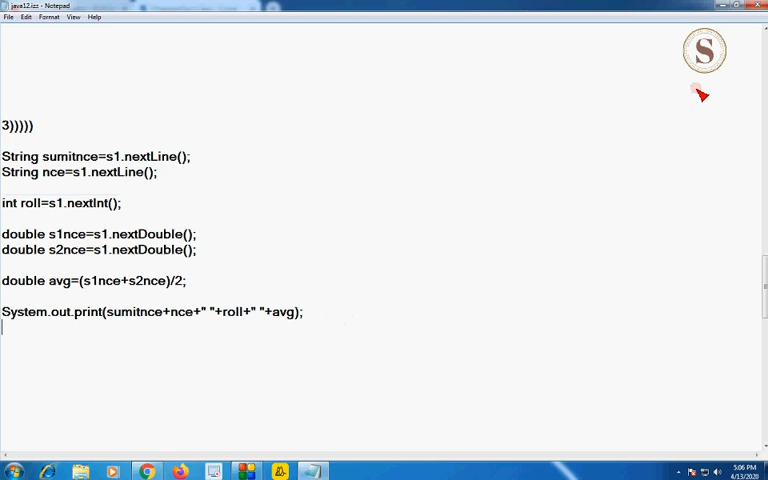 java12.izz - Notepad
File Edit Format View Help
S
3)))))
String sumitnce=s1.nextLine();
String nce=s1.nextLine();
int roll=s1.nextInt();
double s1nce=s1.nextDouble();
double s2nce=s1.nextDouble();
double avg=(s1nce+s2nce)/2;
System.out.print(sumitnce+nce+" "+roll+" "+avg);
5:06 PM
4/13/2020